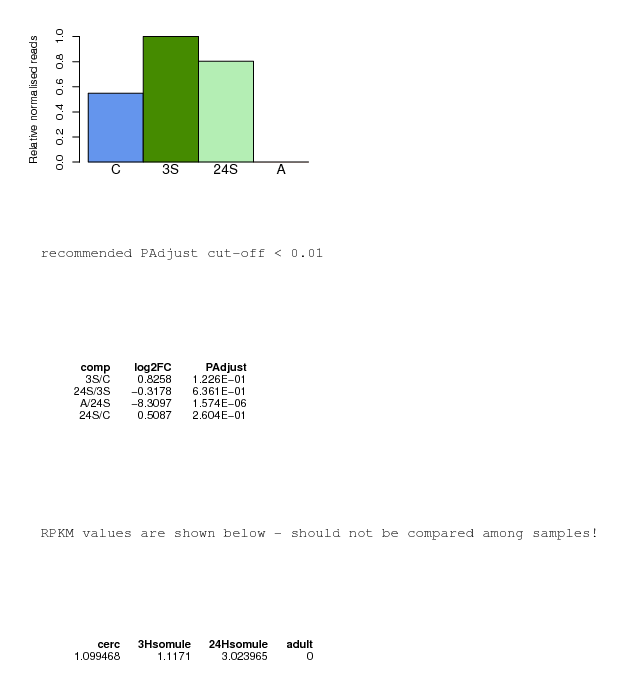 Relative normalised reads
1.0
0.8
0.6
0.4
0.2
0.0
C 3S 24S A
recommended PAdjust cut-off < 0.01
comp log2FC PAdjust
3S/C 0.8258 1.226E−01
24S/3S −0.3178 6.361E−01
A/24S −8.3097 1.574E−06
24S/C 0.5087 2.604E−01
RPKM values are shown below - should not be compared among samples!
cerc 3Hsomule 24Hsomule adult
1.099468 1.1171 3.023965 0